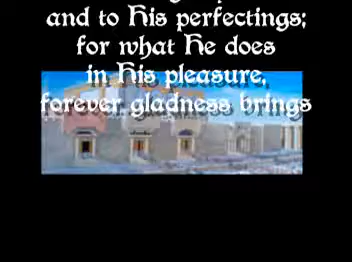 and to His perfectings;
for what He does
in His pleasure,
forever gladness brings